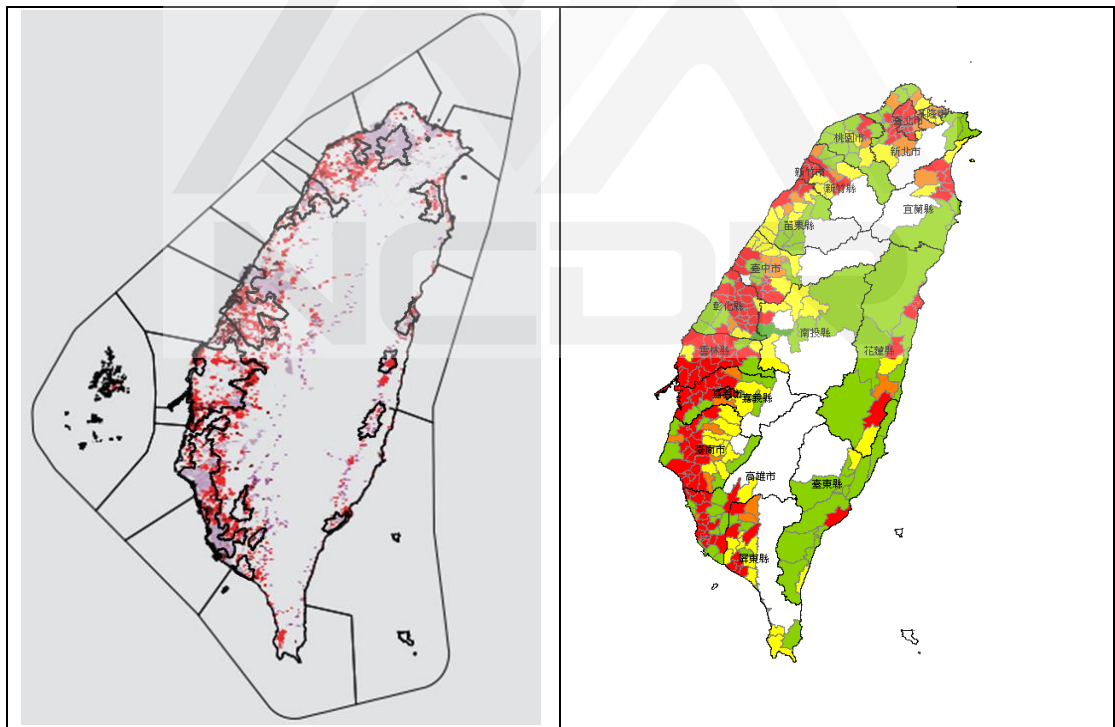 NCDR
基隆市
臺北市
桃園市
新北市
新竹市
新竹縣
宜蘭縣
苗栗縣
臺中市
彰化縣
南投縣
雲林縣
花蓮縣
嘉義縣
臺南市
高雄市
臺東縣
屏東縣